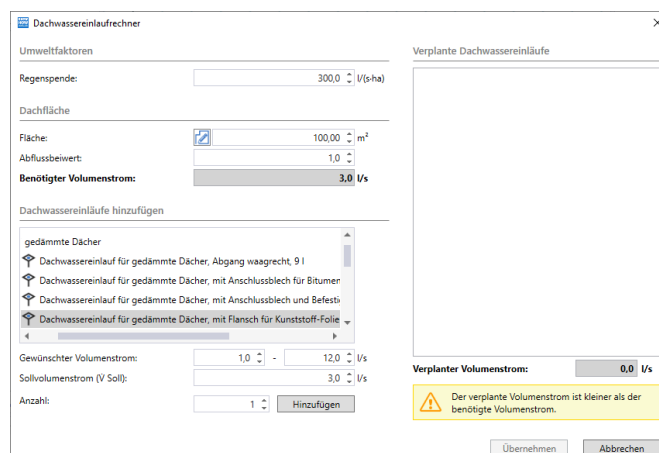 Dachwassereinlaufrechner
Umweltfaktoren
Regenspende: 300,0 l/(s·ha)
Dachfläche
Fläche: 100,00 m²
Abflussbeiwert: 1,0
Benötigter Volumenstrom: 3,0 l/s
Dachwassereinläufe hinzufügen
gedämmte Dächer
Dachwassereinlauf für gedämmte Dächer, Abgang waagrecht, 9 l
Dachwassereinlauf für gedämmte Dächer, mit Anschlussblech für Bitumen
Dachwassereinlauf für gedämmte Dächer, mit Anschlussblech und Befesti
Dachwassereinlauf für gedämmte Dächer, mit Flansch für Kunststoff-Folie
Gewünschter Volumenstrom: 1,0 - 12,0 l/s
Sollvolumenstrom (V̇ Soll): 3,0 l/s
Anzahl: 1 Hinzufügen
Verplante Dachwassereinläufe
Verplanter Volumenstrom: 0,0 l/s
Der verplante Volumenstrom ist kleiner als der
benötigte Volumenstrom.
Übernehmen Abbrechen